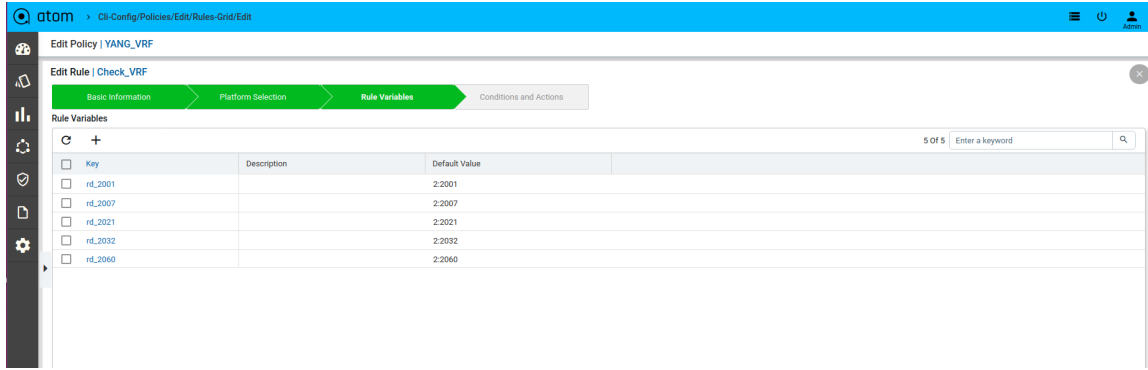 atom > Cli-Config/Policies/Edit/Rules-Grid/Edit
Admin
Edit Policy | YANG_VRF
Edit Rule | Check_VRF
Basic Information Platform Selection Rule Variables Conditions and Actions
Rule Variables
5 Of 5 Enter a keyword
Key Description Default Value
rd_2001 2:2001
rd_2007 2:2007
rd_2021 2:2021
rd_2032 2:2032
rd_2060 2:2060